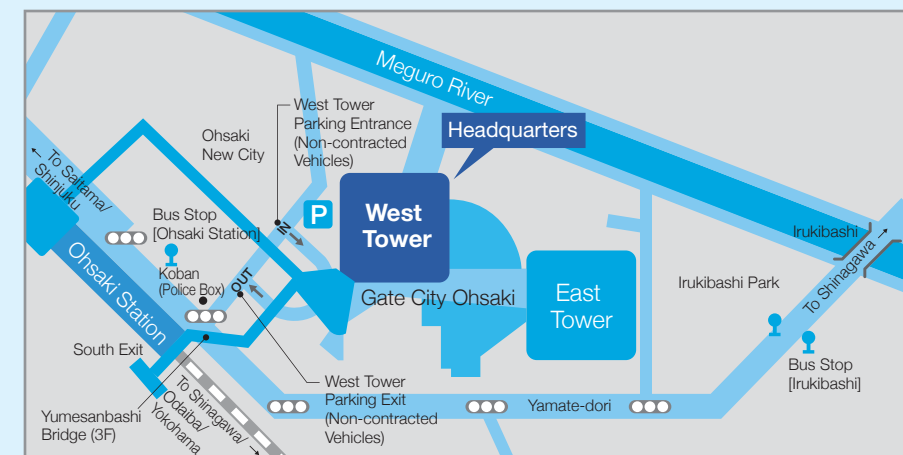 Meguro River
Headquarters
West Tower
Parking Entrance
(Non-contracted
Vehicles)
Ohsaki
New City
← To Saitama/
Shinjuku
Bus Stop
[Ohsaki Station]
P
IN
West
Tower
Koban
(Police Box)
OUT
Ohsaki Station
Gate City Ohsaki
East
Tower
Irukibashi
To Shinagawa →
Irukibashi Park
South Exit
Bus Stop
[Irukibashi]
Yumesanbashi
Bridge (3F)
To Shinagawa/
Odaiba/
Yokohama →
West Tower
Parking Exit
(Non-contracted
Vehicles)
Yamate-dori